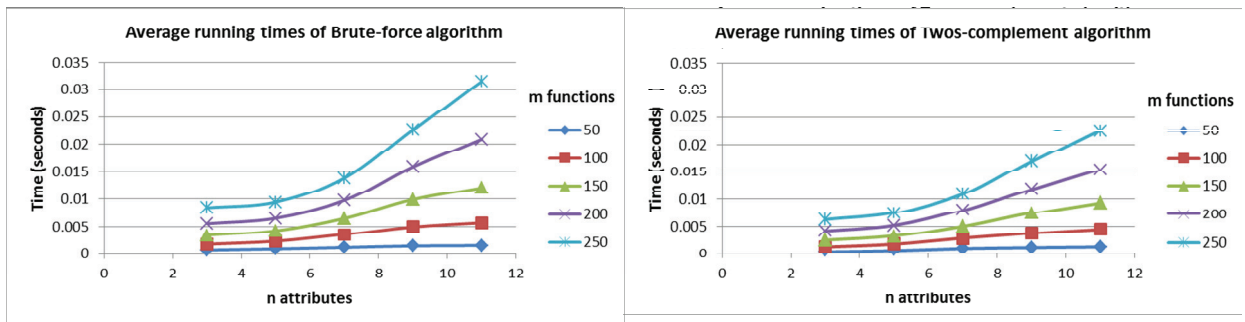 Average running times of Brute-force algorithm
0.035
0.03
0.025
0.02
0.015
0.01
0.005
0
Time (seconds)
0 2 4 6 8 10 12
n attributes
m functions
50
100
150
200
250
Average running times of Twos-complement algorithm
0.035
0.03
0.025
0.02
0.015
0.01
0.005
0
Time (seconds)
0 2 4 6 8 10 12
n attributes
m functions
50
100
150
200
250